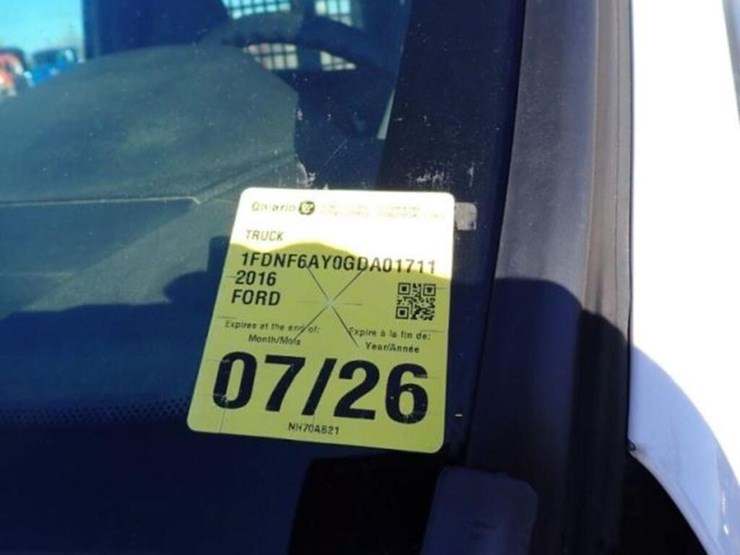 Ontario
TRUCK
1FDNF6AY0GDA01711
2016
FORD
Expires at the end of: Expire à la fin de:
Month/Mois Year/Année
07/26
NH70AB21